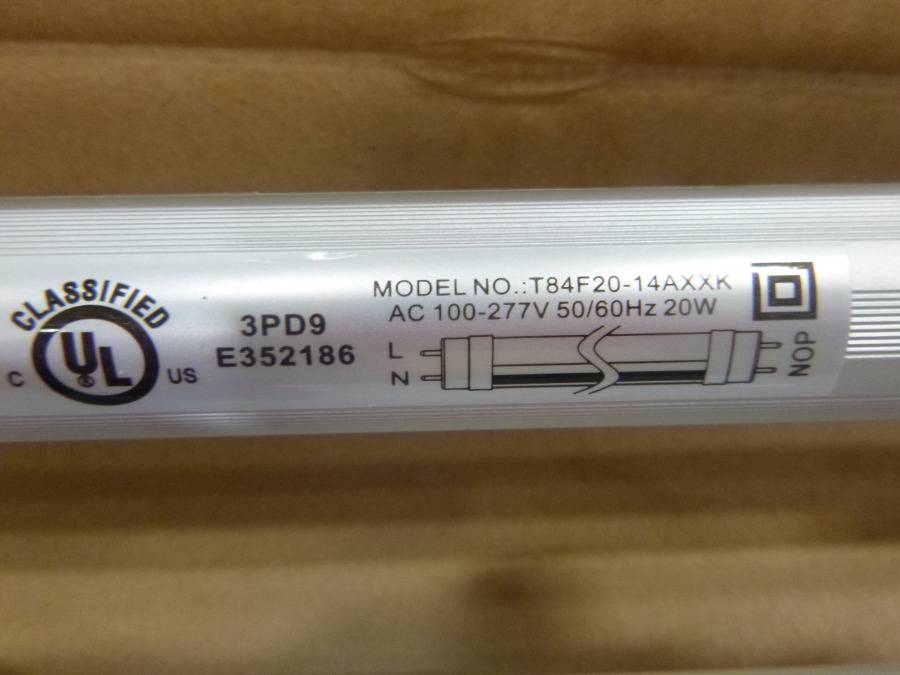 CLASSIFIED
C UL® US
3PD9
E352186
MODEL NO.:T84F20-14AXXK
AC 100-277V 50/60Hz 20W
L
N
NOP